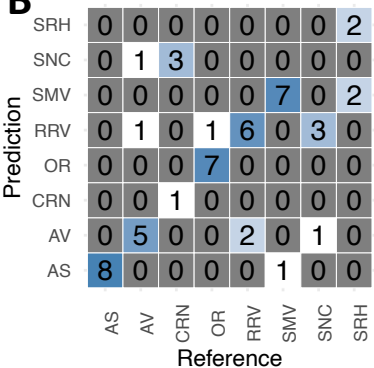 B
SRH 0 0 0 0 0 0 0 2
SNC 0 1 3 0 0 0 0 0
SMV 0 0 0 0 0 7 0 2
RRV 0 1 0 1 6 0 3 0
OR 0 0 0 7 0 0 0 0
CRN 0 0 1 0 0 0 0 0
AV 0 5 0 0 2 0 1 0
AS 8 0 0 0 0 1 0 0
Prediction
AS AV CRN OR RRV SMV SNC SRH
Reference